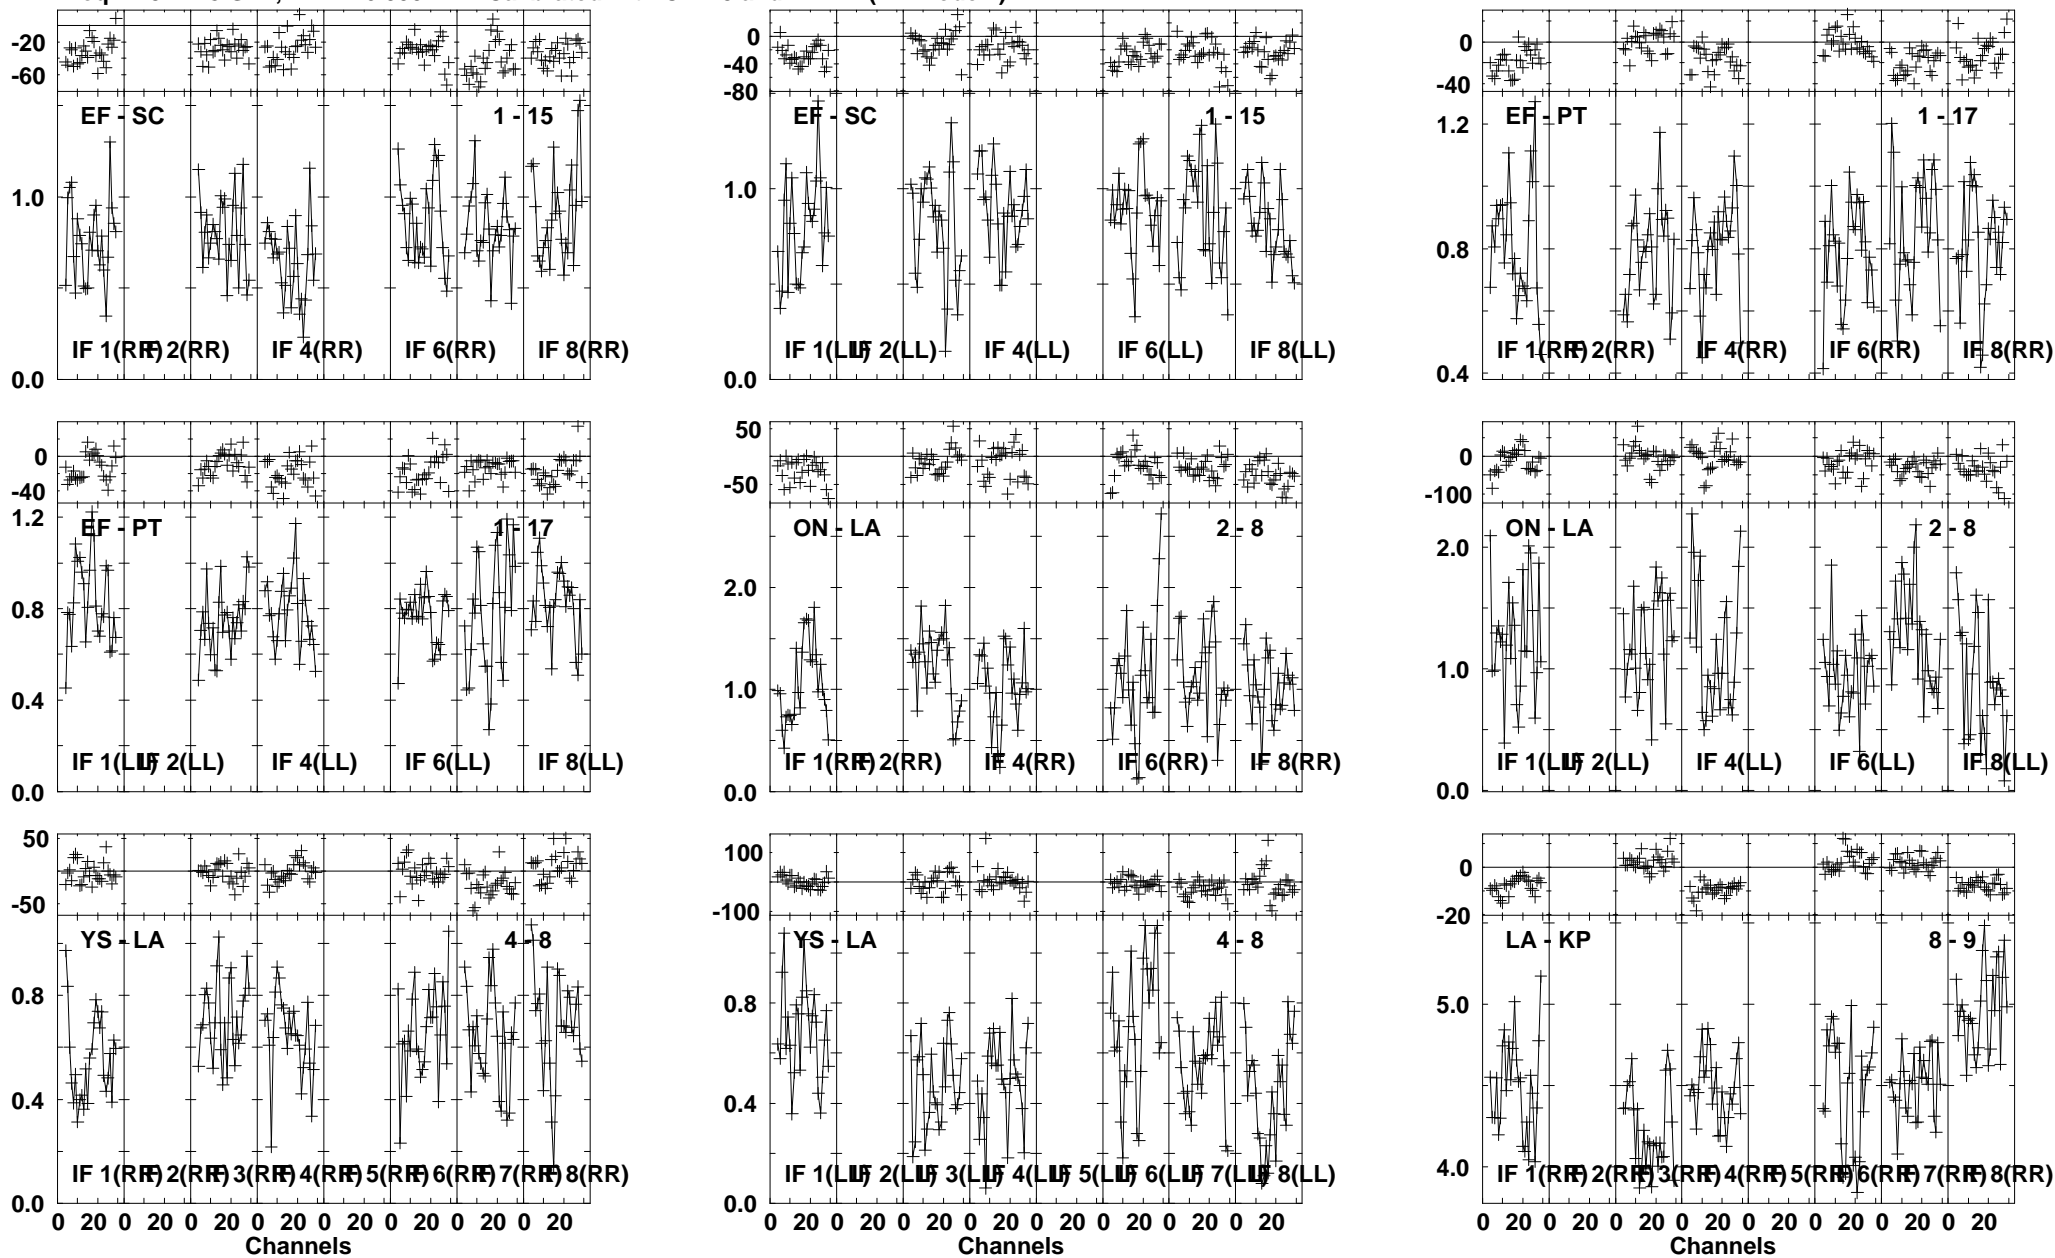 -20
-60
EF - SC 1 - 15
1.0
IF 1(RR) IF 2(RR) IF 4(RR) IF 6(RR) IF 8(RR)
0.0
0
-40
-80
EF - SC 1 - 15
1.0
IF 1(LL) IF 2(LL) IF 4(LL) IF 6(LL) IF 8(LL)
0.0
0
-40
1.2
EF - PT 1 - 17
0.8
IF 1(RR) IF 2(RR) IF 4(RR) IF 6(RR) IF 8(RR)
0.4
0
-40
1.2
EF - PT 1 - 17
0.8
0.4
IF 1(LL) IF 2(LL) IF 4(LL) IF 6(LL) IF 8(LL)
0.0
50
0
-50
ON - LA 2 - 8
2.0
1.0
IF 1(RR) IF 2(RR) IF 4(RR) IF 6(RR) IF 8(RR)
0.0
0
-100
ON - LA 2 - 8
2.0
1.0
IF 1(LL) IF 2(LL) IF 4(LL) IF 6(LL) IF 8(LL)
0.0
50
0
-50
YS - LA 4 - 8
0.8
0.4
IF 1(RR) IF 2(RR) IF 3(RR) IF 4(RR) IF 5(RR) IF 6(RR) IF 7(RR) IF 8(RR)
0.0
0 20 0 20 0 20 0 20 0 20 0 20 0 20 0 20
Channels
100
0
-100
YS - LA 4 - 8
0.8
0.4
IF 1(LL) IF 2(LL) IF 3(LL) IF 4(LL) IF 5(LL) IF 6(LL) IF 7(LL) IF 8(LL)
0.0
0 20 0 20 0 20 0 20 0 20 0 20 0 20 0 20
Channels
0
-20
LA - KP 8 - 9
5.0
4.0
IF 1(RR) IF 2(RR) IF 3(RR) IF 4(RR) IF 5(RR) IF 6(RR) IF 7(RR) IF 8(RR)
0 20 0 20 0 20 0 20 0 20 0 20 0 20 0 20
Channels